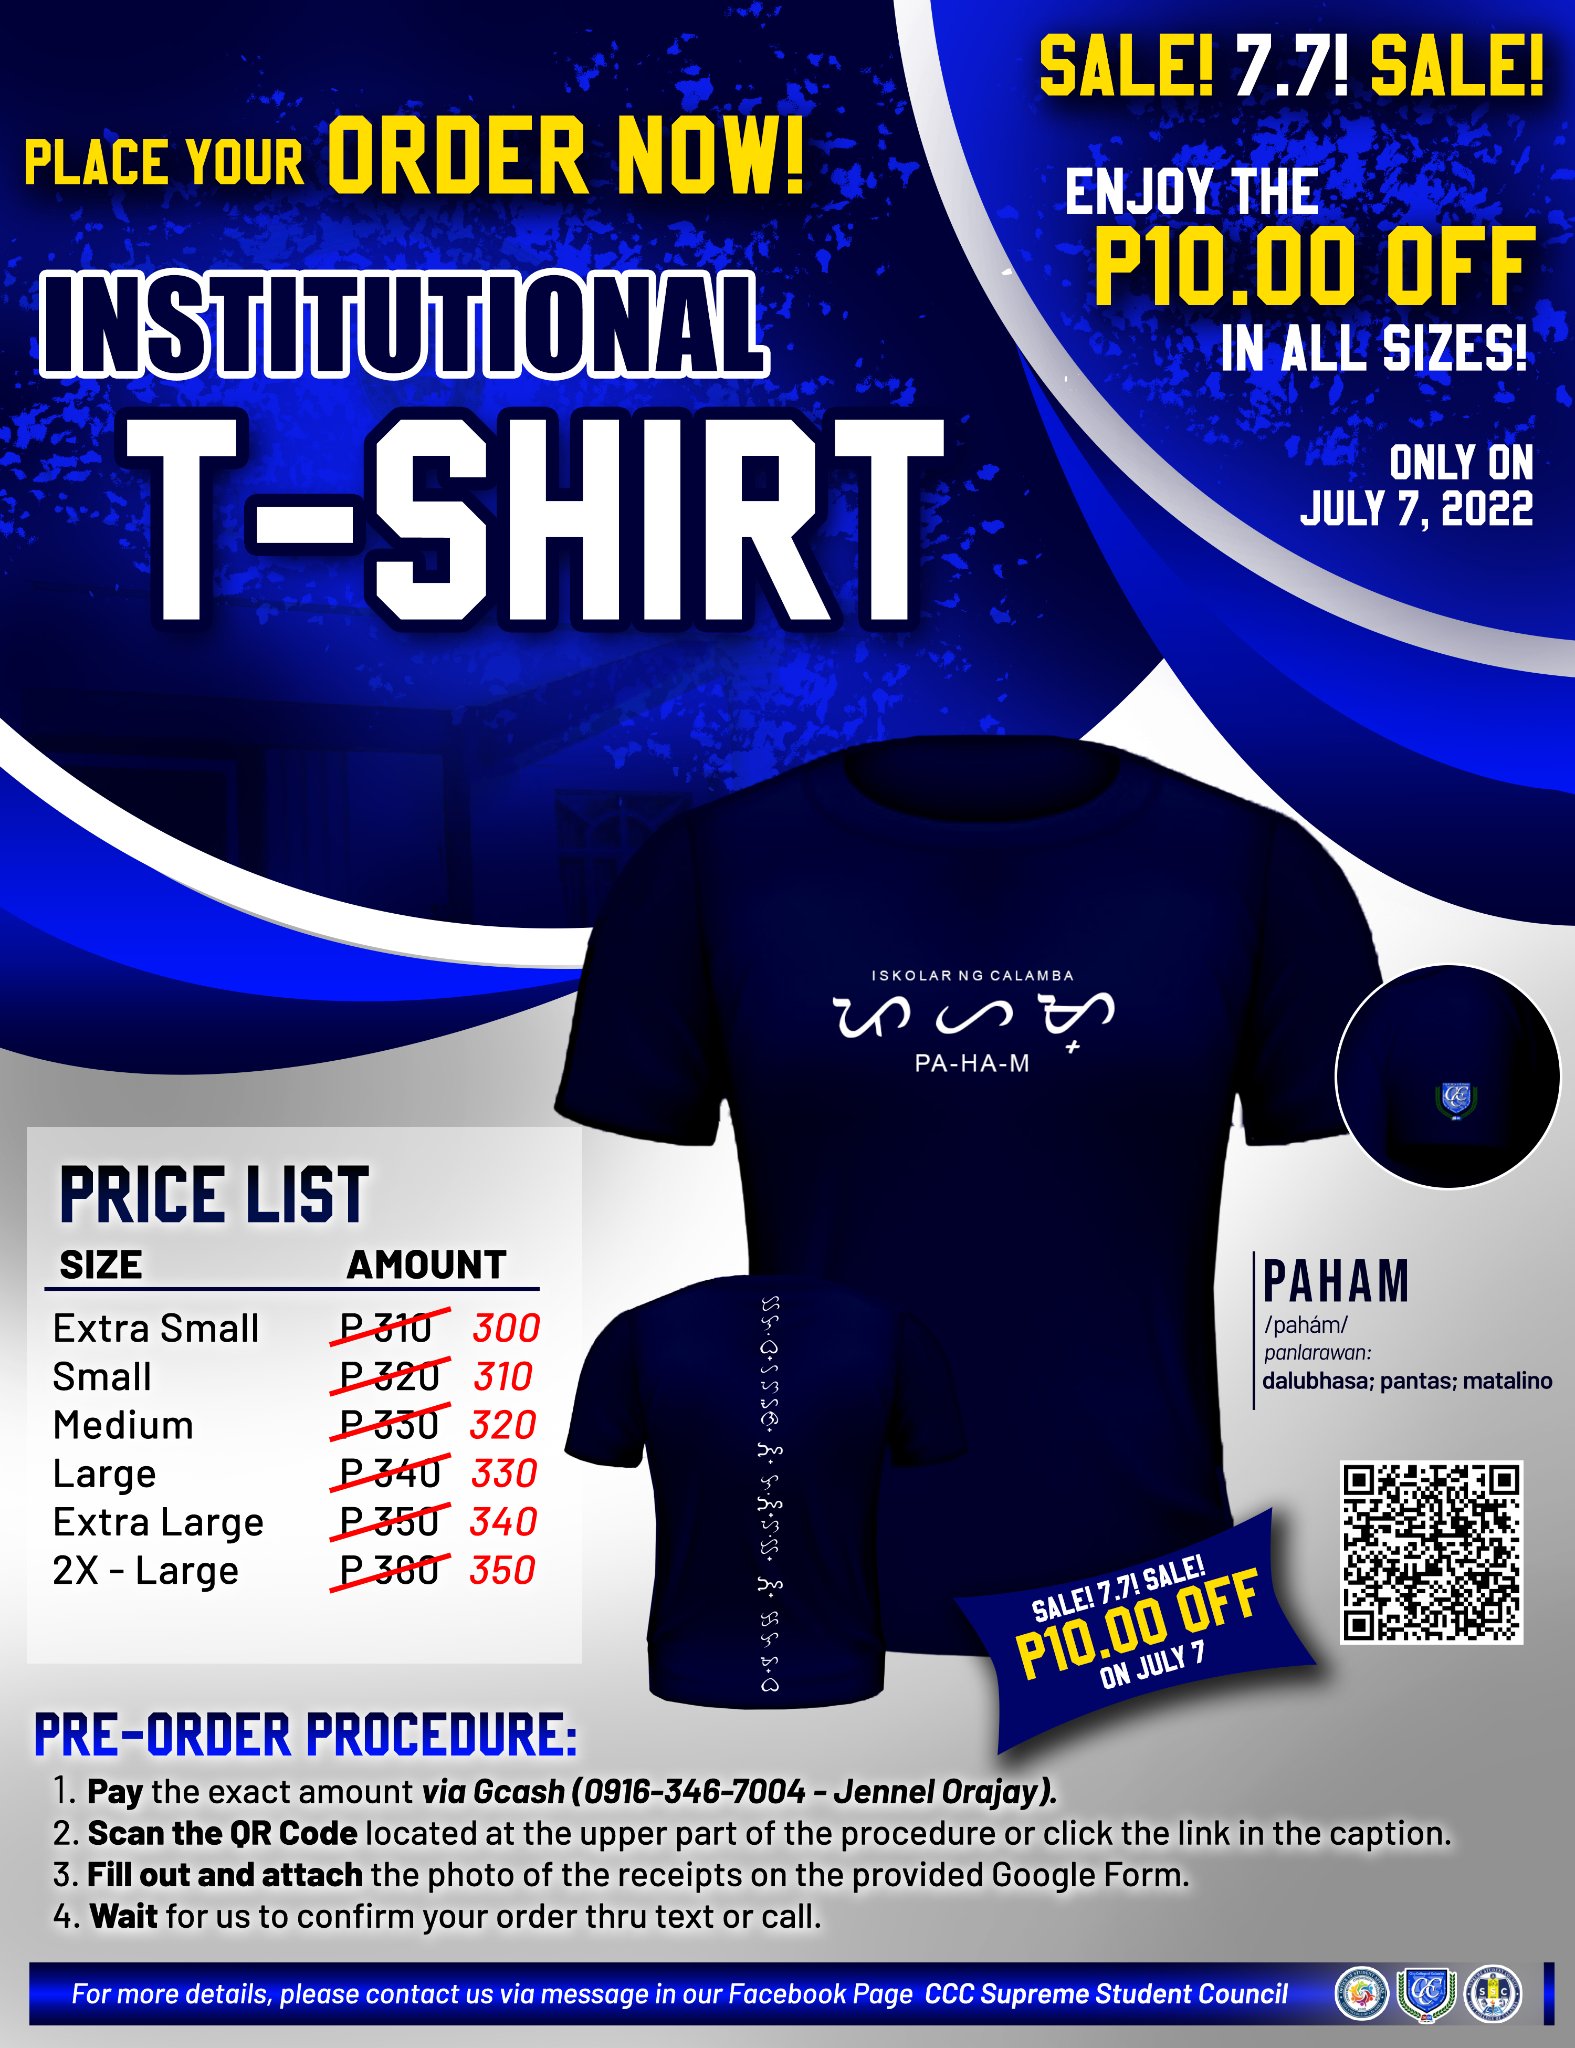 SALE! 7.7! SALE!
PLACE YOUR ORDER NOW!
ENJOY THE
P10.00 OFF
IN ALL SIZES!
ONLY ON
JULY 7, 2022
INSTITUTIONAL
T-SHIRT
ISKOLAR NG CALAMBA
ᜉ ᜑ ᜋ᜔
PA-HA-M
PRICE LIST
SIZE AMOUNT
Extra Small P 310 300
Small P 320 310
Medium P 330 320
Large P 340 330
Extra Large P 350 340
2X - Large P 360 350
PAHAM
/pahám/
panlarawan:
dalubhasa; pantas; matalino
SALE! 7.7! SALE!
P10.00 OFF
ON JULY 7
PRE-ORDER PROCEDURE:
1. Pay the exact amount via Gcash (0916-346-7004 - Jennel Orajay).
2. Scan the QR Code located at the upper part of the procedure or click the link in the caption.
3. Fill out and attach the photo of the receipts on the provided Google Form.
4. Wait for us to confirm your order thru text or call.
For more details, please contact us via message in our Facebook Page CCC Supreme Student Council